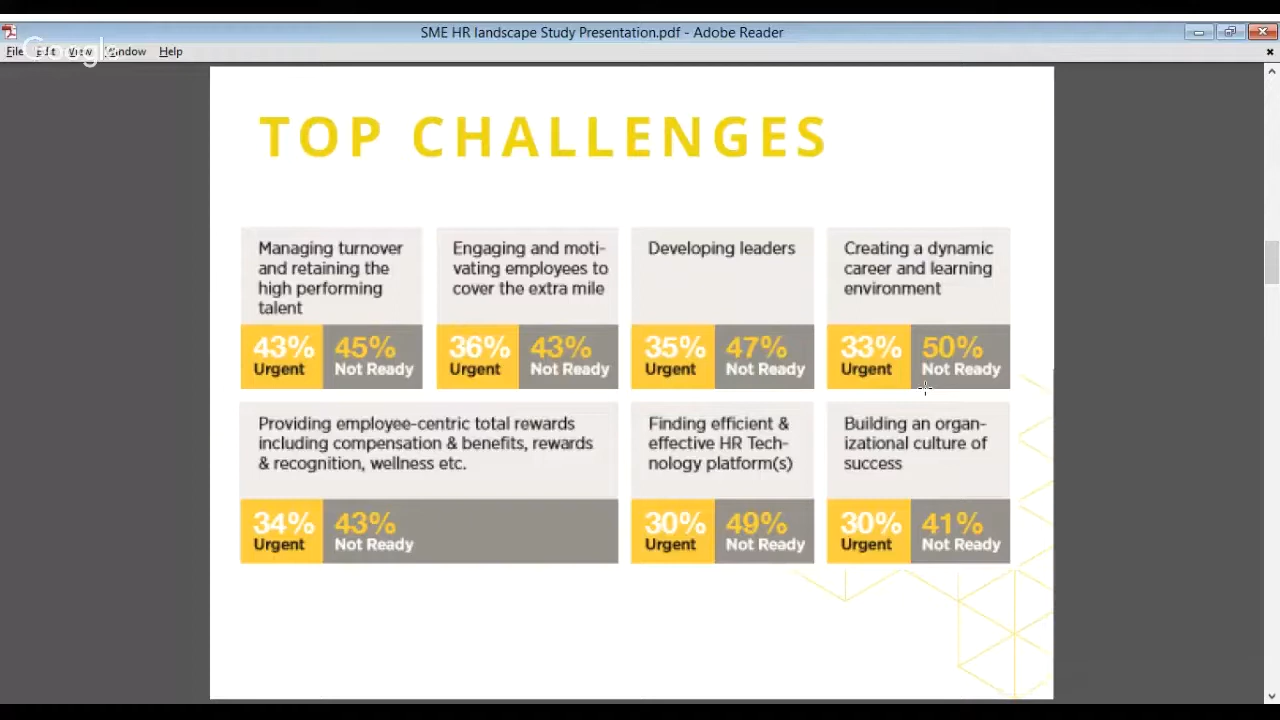 SME HR landscape Study Presentation.pdf - Adobe Reader
File Edit View Window Help
Google
TOP CHALLENGES
Managing turnover
and retaining the
high performing
talent
43% 45%
Urgent Not Ready
Engaging and moti-
vating employees to
cover the extra mile
36% 43%
Urgent Not Ready
Developing leaders
35% 47%
Urgent Not Ready
Creating a dynamic
career and learning
environment
33% 50%
Urgent Not Ready
Providing employee-centric total rewards
including compensation & benefits, rewards
& recognition, wellness etc.
34% 43%
Urgent Not Ready
Finding efficient &
effective HR Tech-
nology platform(s)
30% 49%
Urgent Not Ready
Building an organ-
izational culture of
success
30% 41%
Urgent Not Ready